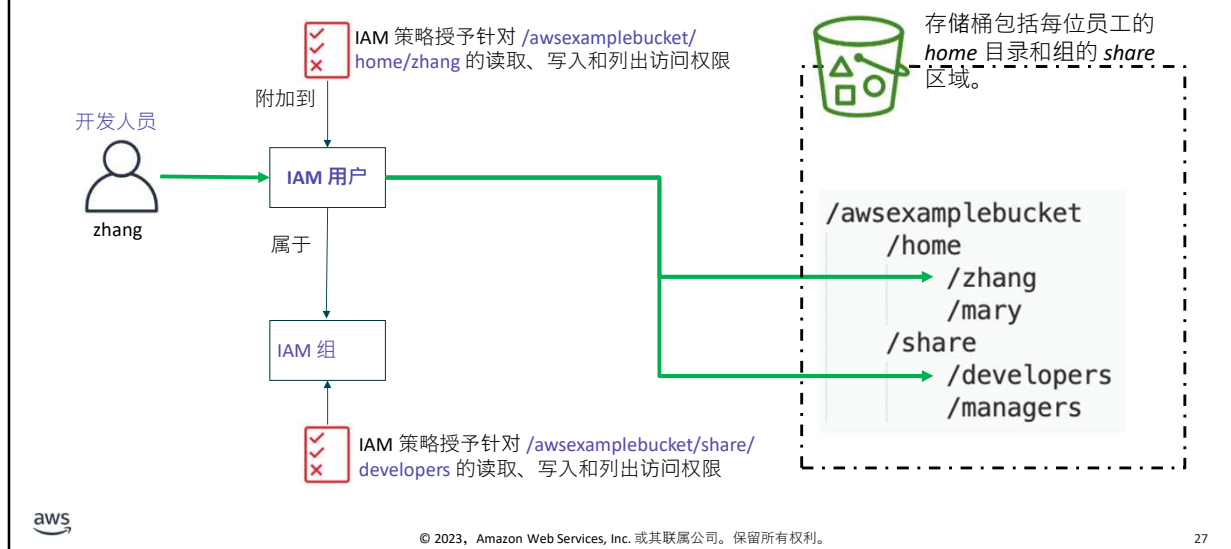 IAM 策略授予针对 /awsexamplebucket/
home/zhang 的读取、写入和列出访问权限
存储桶包括每位员工的
home 目录和组的 share
区域。
附加到
开发人员
IAM 用户
zhang
属于
/awsexamplebucket
/home
/zhang
/mary
/share
/developers
/managers
IAM 组
IAM 策略授予针对 /awsexamplebucket/share/
developers 的读取、写入和列出访问权限
aws
© 2023，Amazon Web Services, Inc. 或其联属公司。保留所有权利。
27